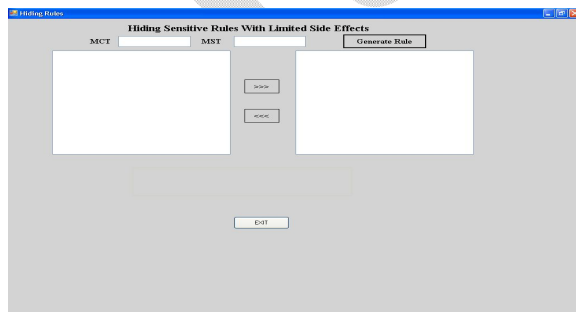 Hiding Rules
Hiding Sensitive Rules With Limited Side Effects
MCT MST Generate Rule
>>>
<<<
EXIT